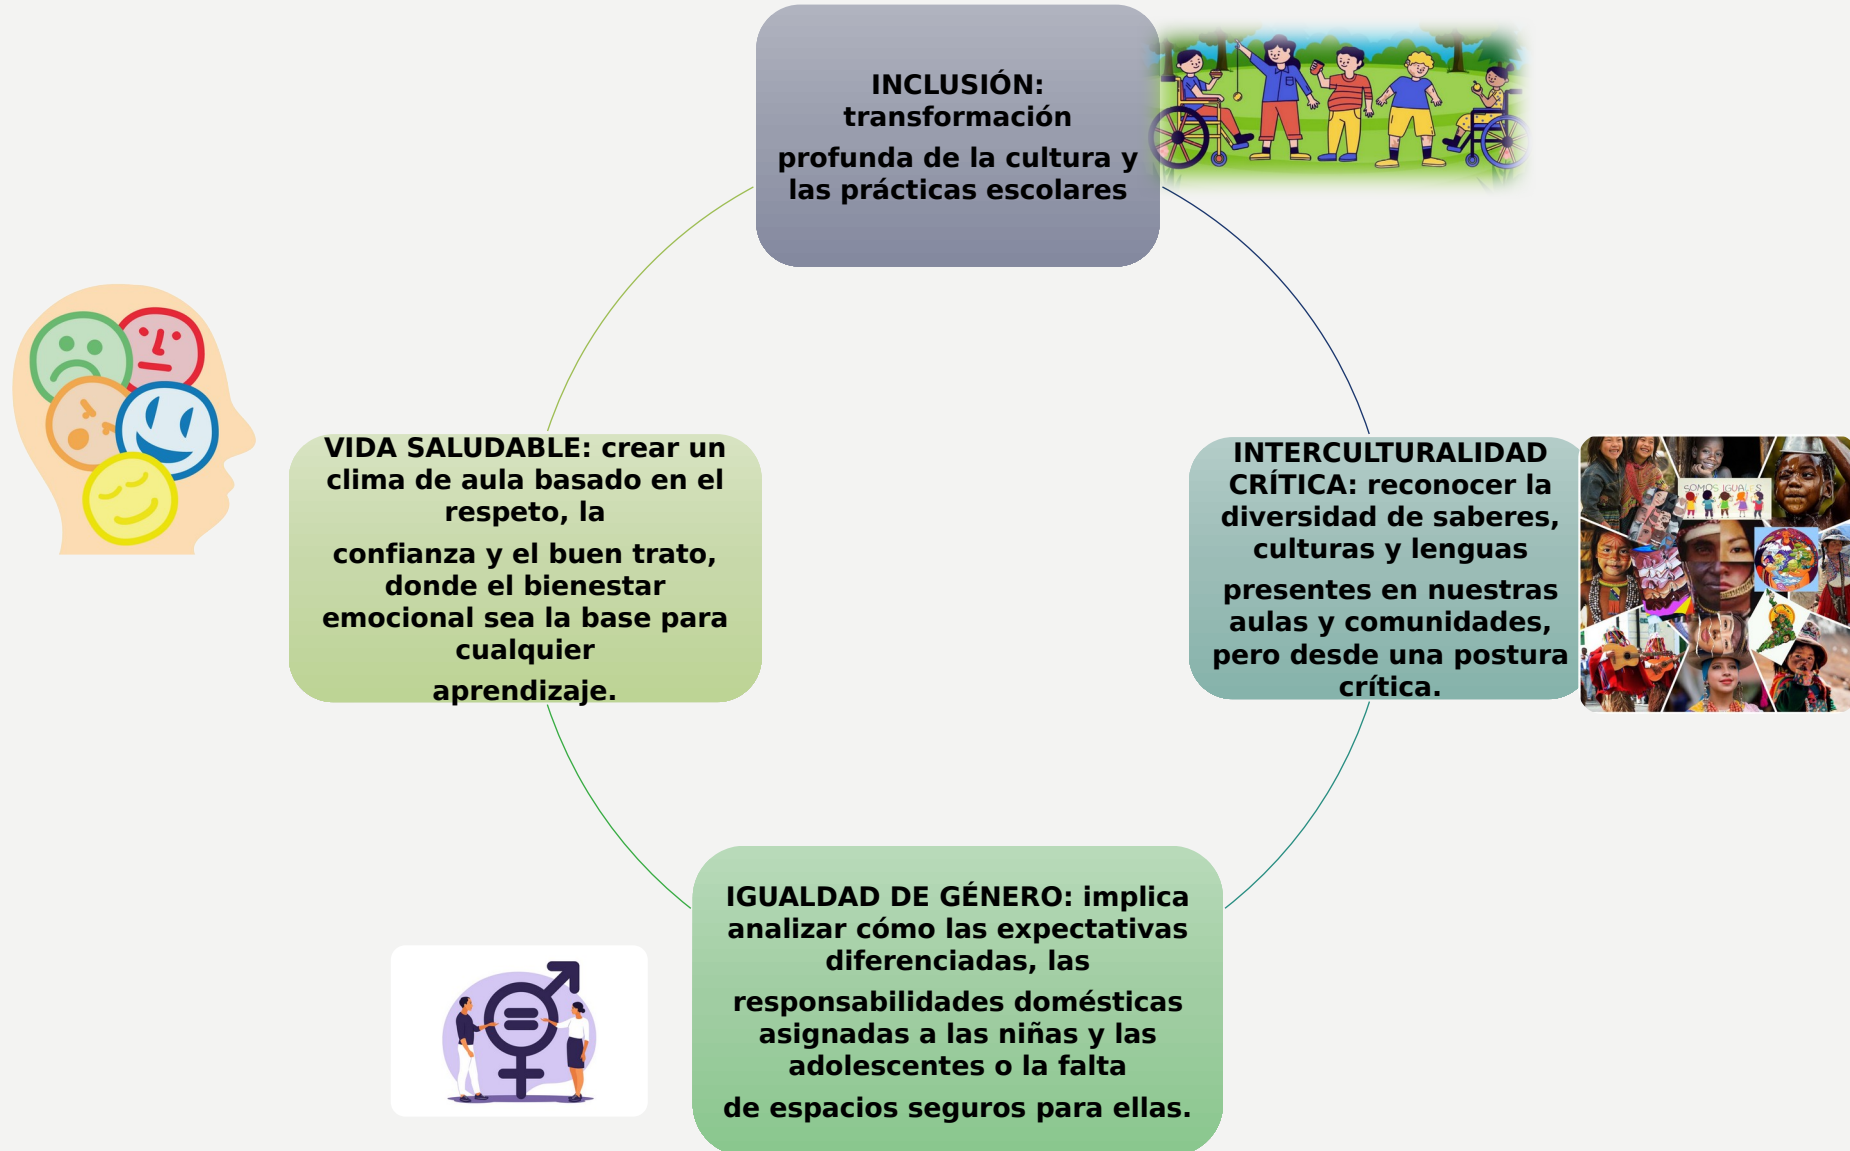 INCLUSIÓN:
transformación
profunda de la cultura y
las prácticas escolares
VIDA SALUDABLE: crear un
clima de aula basado en el
respeto, la
confianza y el buen trato,
donde el bienestar
emocional sea la base para
cualquier
aprendizaje.
INTERCULTURALIDAD
CRÍTICA: reconocer la
diversidad de saberes,
culturas y lenguas
presentes en nuestras
aulas y comunidades,
pero desde una postura
crítica.
SOMOS IGUALES
IGUALDAD DE GÉNERO: implica
analizar cómo las expectativas
diferenciadas, las
responsabilidades domésticas
asignadas a las niñas y las
adolescentes o la falta
de espacios seguros para ellas.